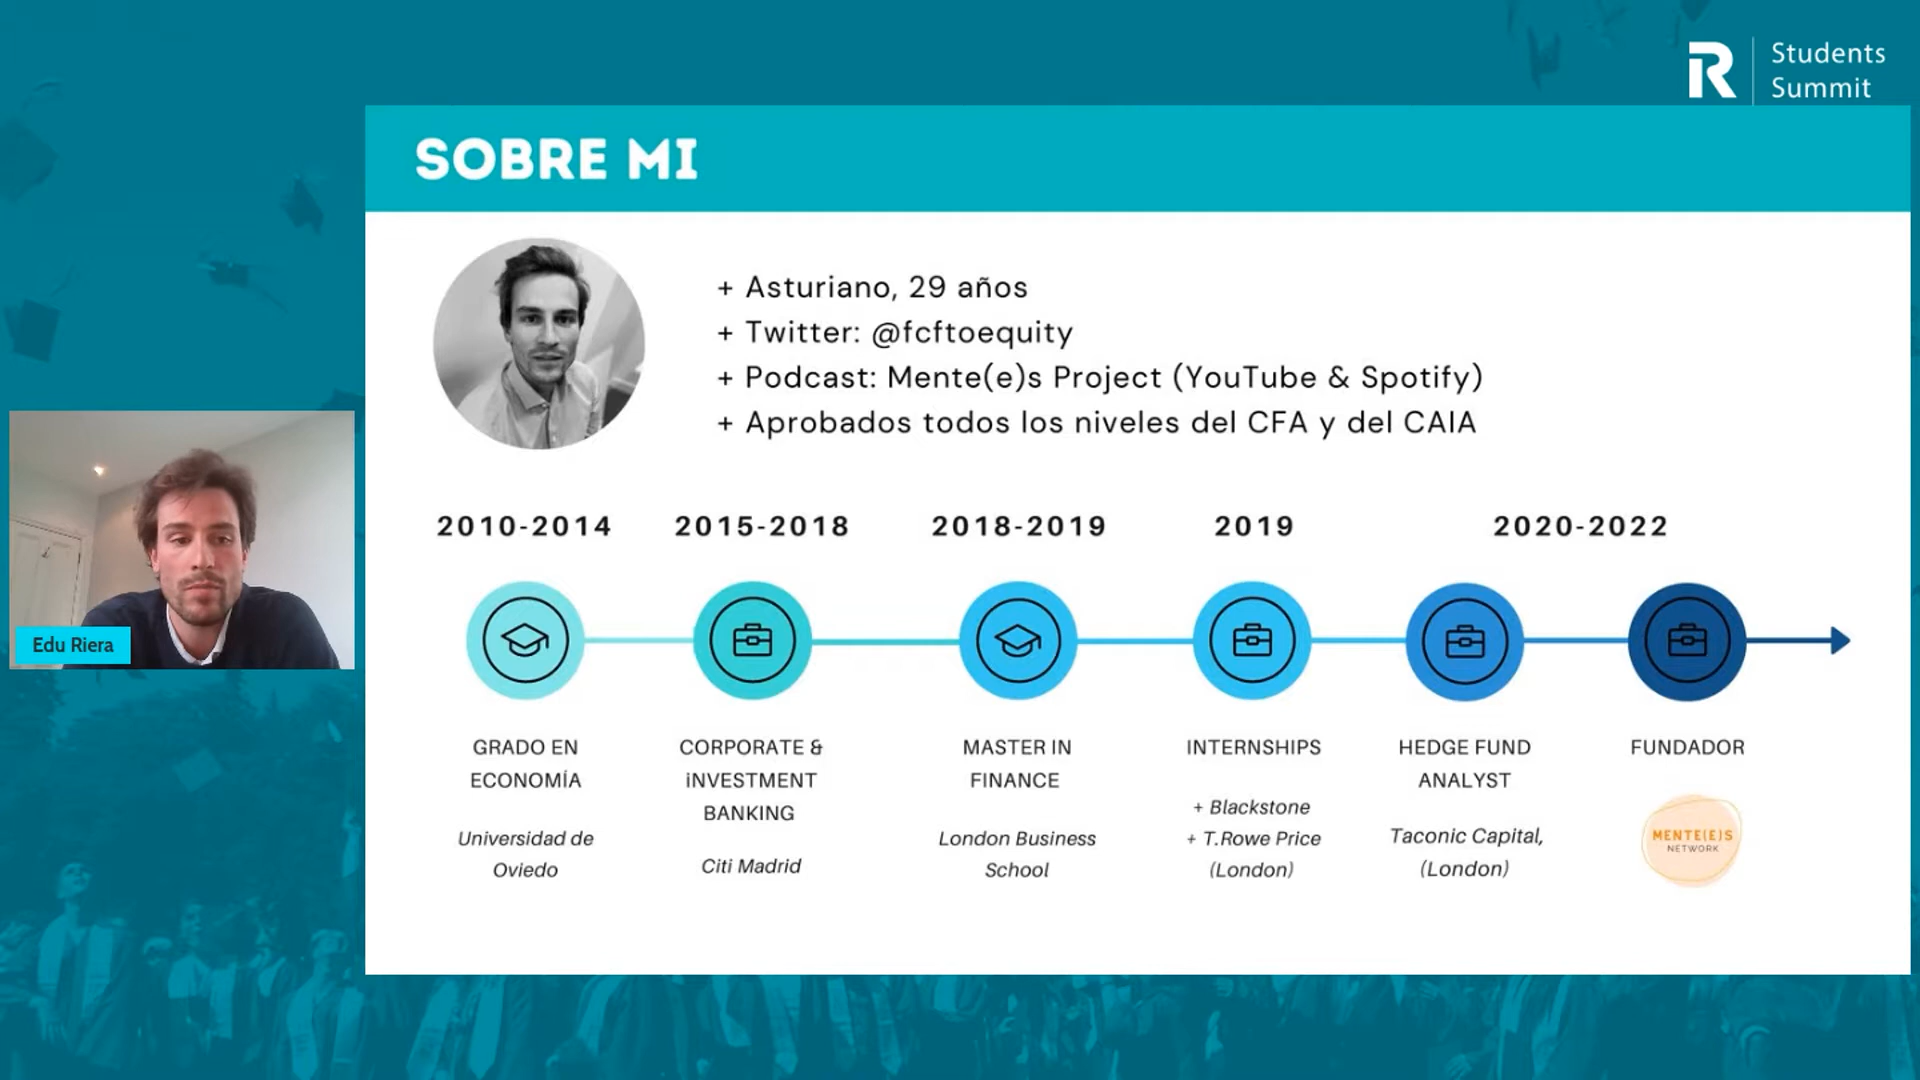 R
Students
Summit
SOBRE MI
+ Asturiano, 29 años
+ Twitter: @fcftoequity
+ Podcast: Mente(e)s Project (YouTube & Spotify)
+ Aprobados todos los niveles del CFA y del CAIA
Edu Riera
2010-2014
2015-2018
2018-2019
2019
2020-2022
GRADO EN
ECONOMÍA
Universidad de
Oviedo
CORPORATE &
iNVESTMENT
BANKING
Citi Madrid
MASTER IN
FINANCE
London Business
School
INTERNSHIPS
+ Blackstone
+ T.Rowe Price
(London)
HEDGE FUND
ANALYST
Taconic Capital,
(London)
FUNDADOR
MENTE(E)S
NETWORK